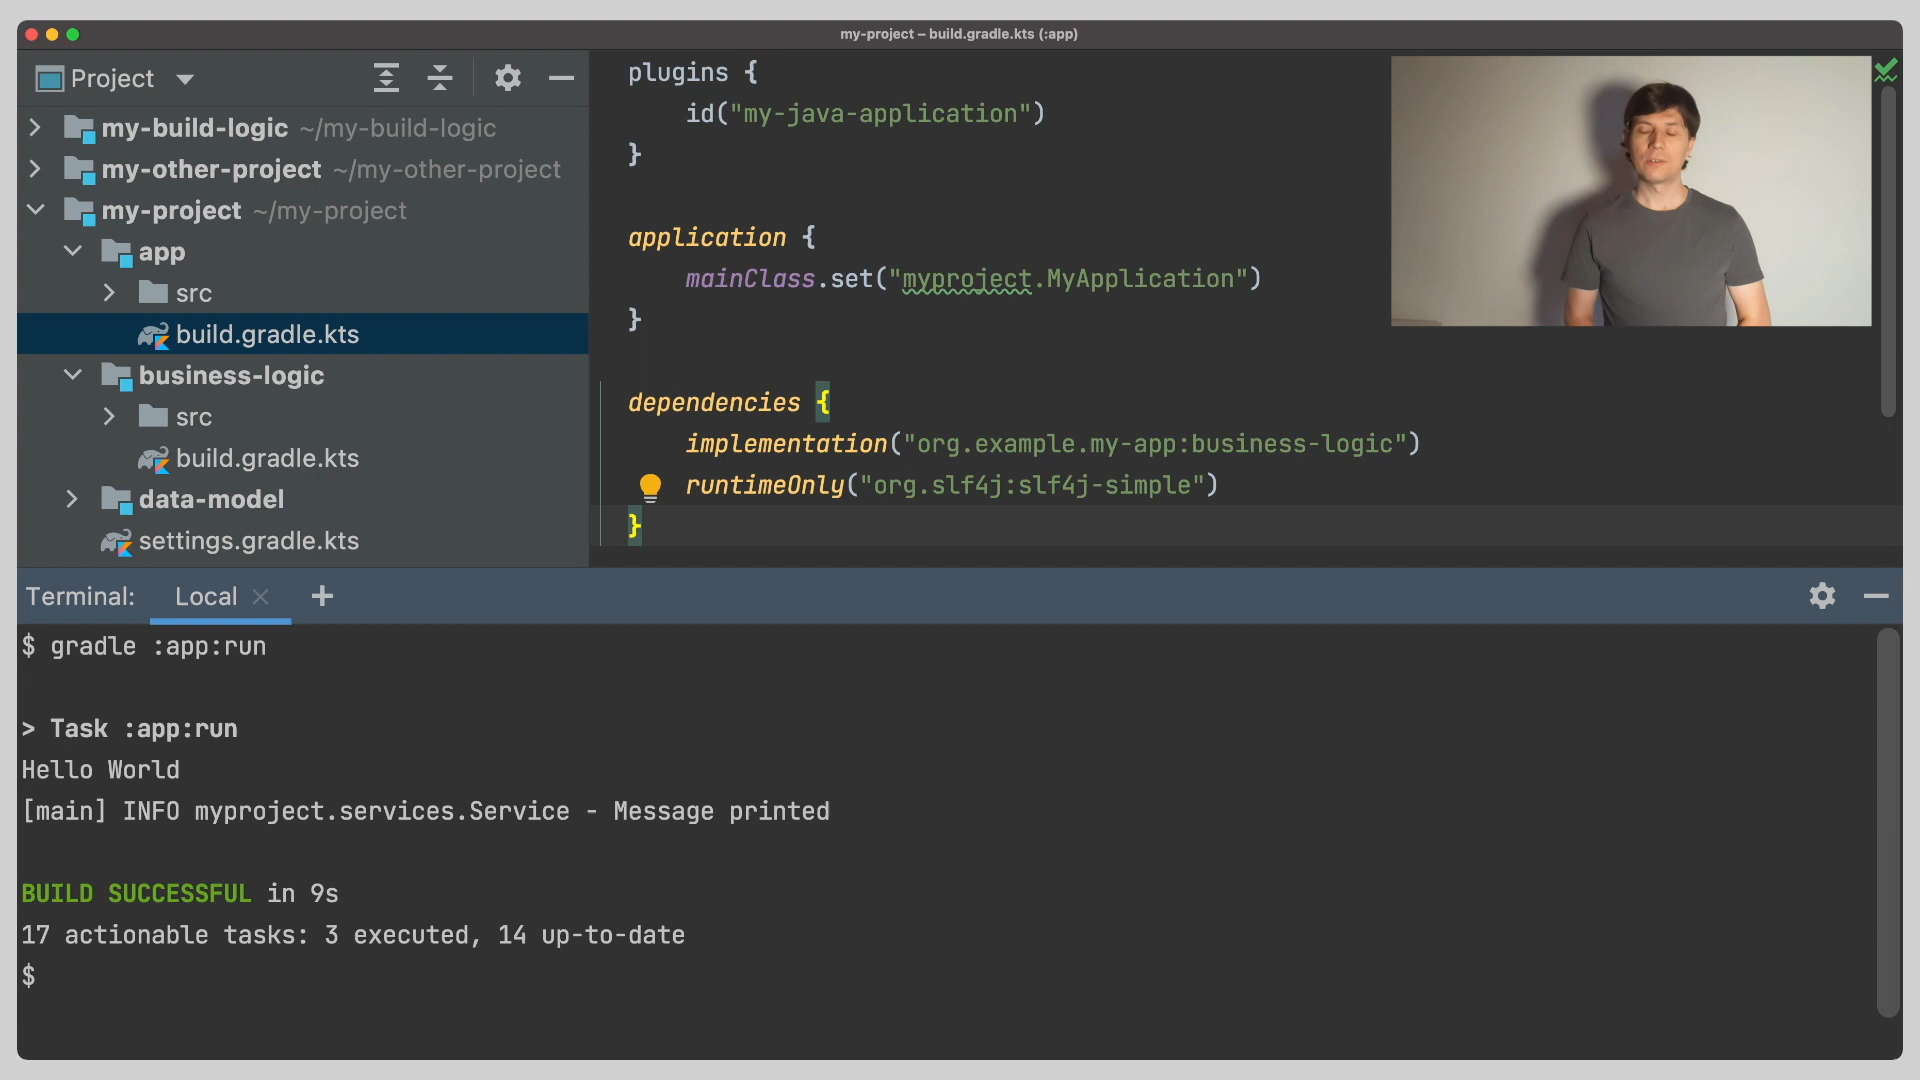 my-project – build.gradle.kts (:app)
Project
my-build-logic ~/my-build-logic
my-other-project ~/my-other-project
my-project ~/my-project
app
src
build.gradle.kts
business-logic
src
build.gradle.kts
data-model
settings.gradle.kts
plugins {
id("my-java-application")
}
application {
mainClass.set("myproject.MyApplication")
}
dependencies {
implementation("org.example.my-app:business-logic")
runtimeOnly("org.slf4j:slf4j-simple")
}
Terminal: Local
$ gradle :app:run
> Task :app:run
Hello World
[main] INFO myproject.services.Service - Message printed
BUILD SUCCESSFUL in 9s
17 actionable tasks: 3 executed, 14 up-to-date
$